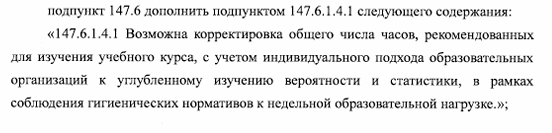 подпункт 147.6 дополнить подпунктом 147.6.1.4.1 следующего содержания:
«147.6.1.4.1 Возможна корректировка общего числа часов, рекомендованных
для изучения учебного курса, с учетом индивидуального подхода образовательных
организаций к углубленному изучению вероятности и статистики, в рамках
соблюдения гигиенических нормативов к недельной образовательной нагрузке.»;